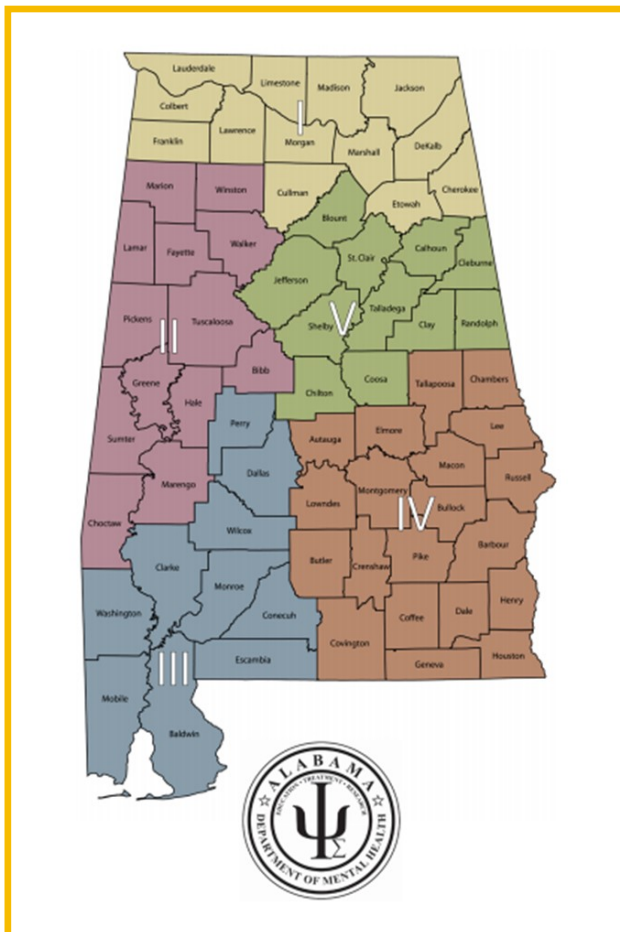 Lauderdale
Limestone
Madison
Jackson
Colbert
I
Lawrence
Franklin
Morgan
Marshall
DeKalb
Cherokee
Cullman
Etowah
Marion
Winston
Blount
Lamar
Fayette
Walker
St. Clair
Calhoun
Cleburne
Jefferson
Talladega
Pickens
II
Tuscaloosa
Shelby
V
Clay
Randolph
Bibb
Greene
Hale
Chilton
Coosa
Tallapoosa
Chambers
Perry
Sumter
Autauga
Elmore
Lee
Dallas
Macon
Russell
Marengo
Lowndes
Montgomery
IV
Bullock
Choctaw
Wilcox
Barbour
Clarke
Butler
Crenshaw
Pike
Monroe
Washington
Conecuh
Coffee
Dale
Henry
Covington
Escambia
Geneva
Houston
III
Mobile
Baldwin
ALABAMA
EDUCATION • TREATMENT • RESEARCH
ΨΣ
DEPARTMENT OF MENTAL HEALTH